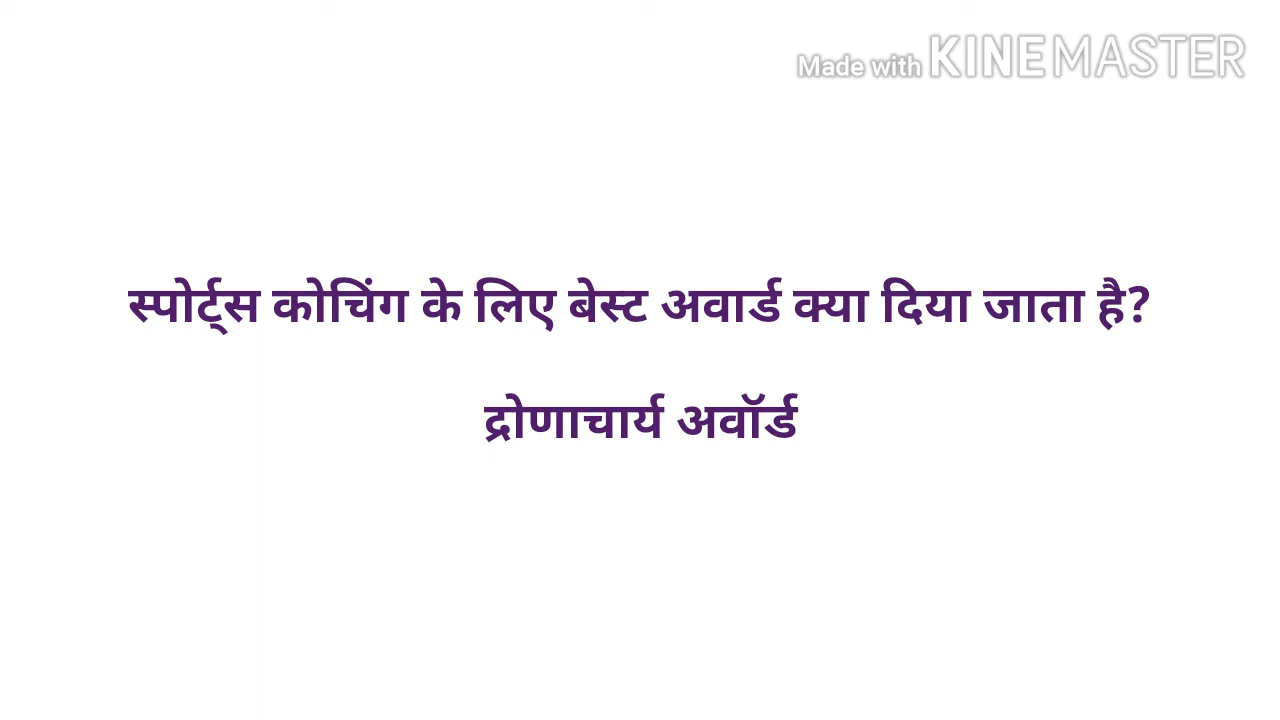 Made with KINEMASTER
स्पोर्ट्स कोचिंग के लिए बेस्ट अवार्ड क्या दिया जाता है?
द्रोणाचार्य अवॉर्ड